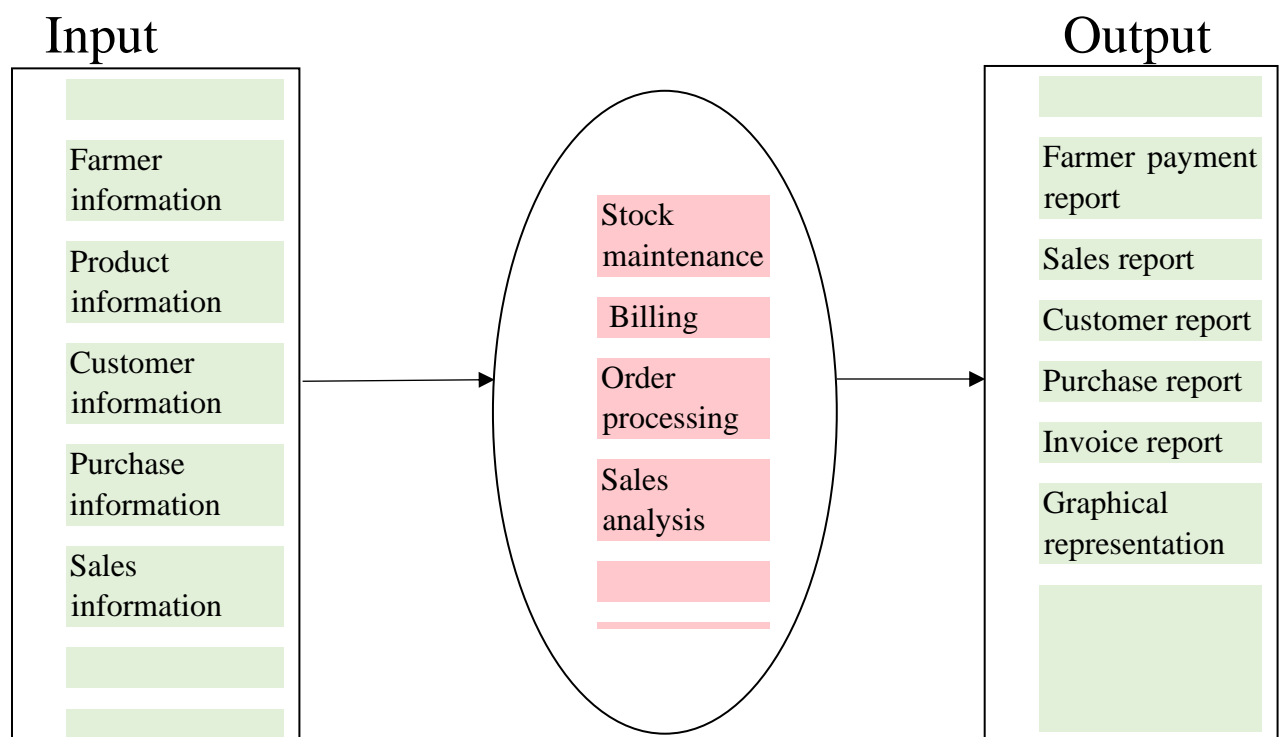 Input
Farmer
information
Product
information
Customer
information
Purchase
information
Sales
information
Stock
maintenance
Billing
Order
processing
Sales
analysis
Output
Farmer payment
report
Sales report
Customer report
Purchase report
Invoice report
Graphical
representation